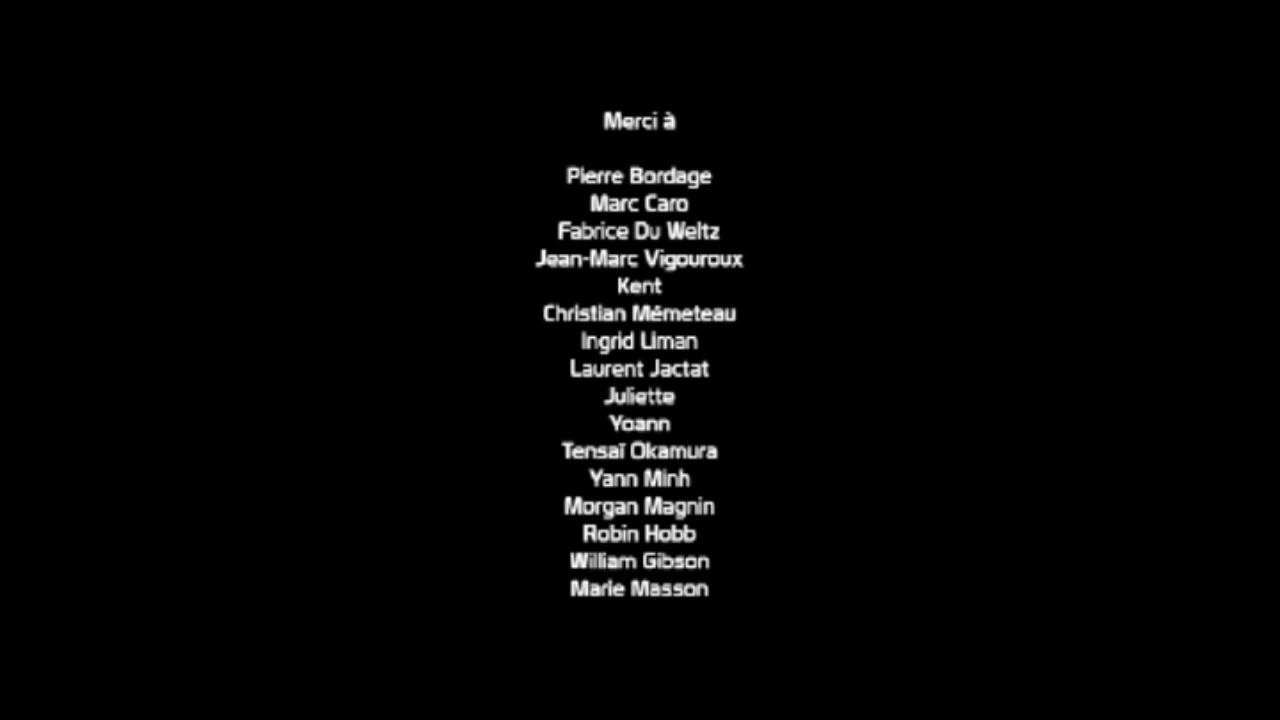 Merci à
Pierre Bordage
Marc Caro
Fabrice Du Weltz
Jean-Marc Vigouroux
Kent
Christian Mémeteau
Ingrid Liman
Laurent Jactat
Juliette
Yoann
Tensaï Okamura
Yann Minh
Morgan Magnin
Robin Hobb
William Gibson
Marie Masson